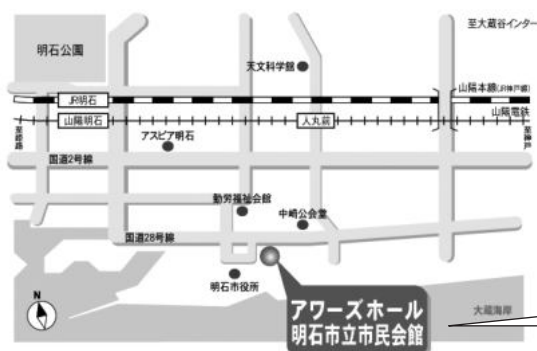 明石公園
天文科学館
至大蔵谷インター
山陽本線(JR神戸線)
JR明石
山陽電鉄
山陽明石
人丸前
至姫路
アスピア明石
国道2号線
勤労福祉会館
中崎公会堂
国道28号線
明石市役所
アワーズホール
明石市立市民会館
大蔵海岸
N